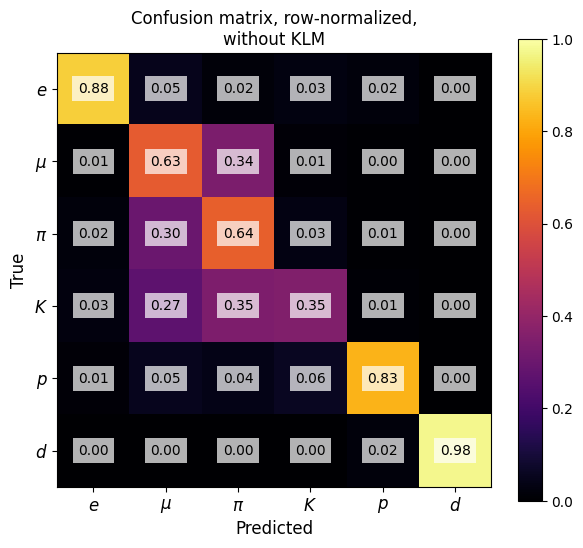 Confusion matrix, row-normalized,
without KLM
1.0
e 0.88 0.05 0.02 0.03 0.02 0.00
0.8
μ 0.01 0.63 0.34 0.01 0.00 0.00
π 0.02 0.30 0.64 0.03 0.01 0.00
0.6
True
K 0.03 0.27 0.35 0.35 0.01 0.00
0.4
p 0.01 0.05 0.04 0.06 0.83 0.00
0.2
d 0.00 0.00 0.00 0.00 0.02 0.98
0.0
e μ π K p d
Predicted